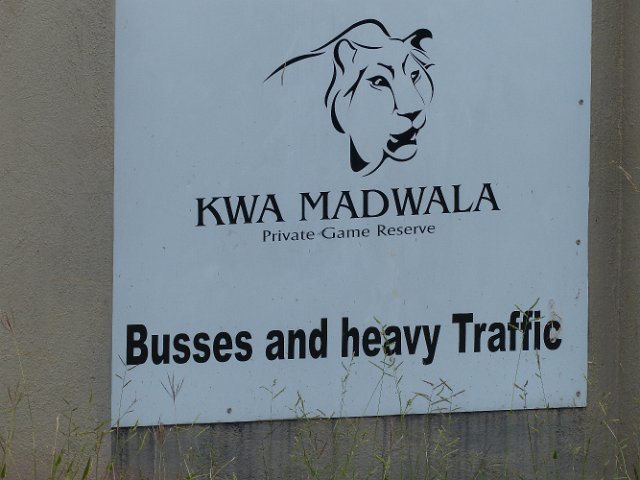 KWA MADWALA
Private Game Reserve
Busses and heavy Traffic